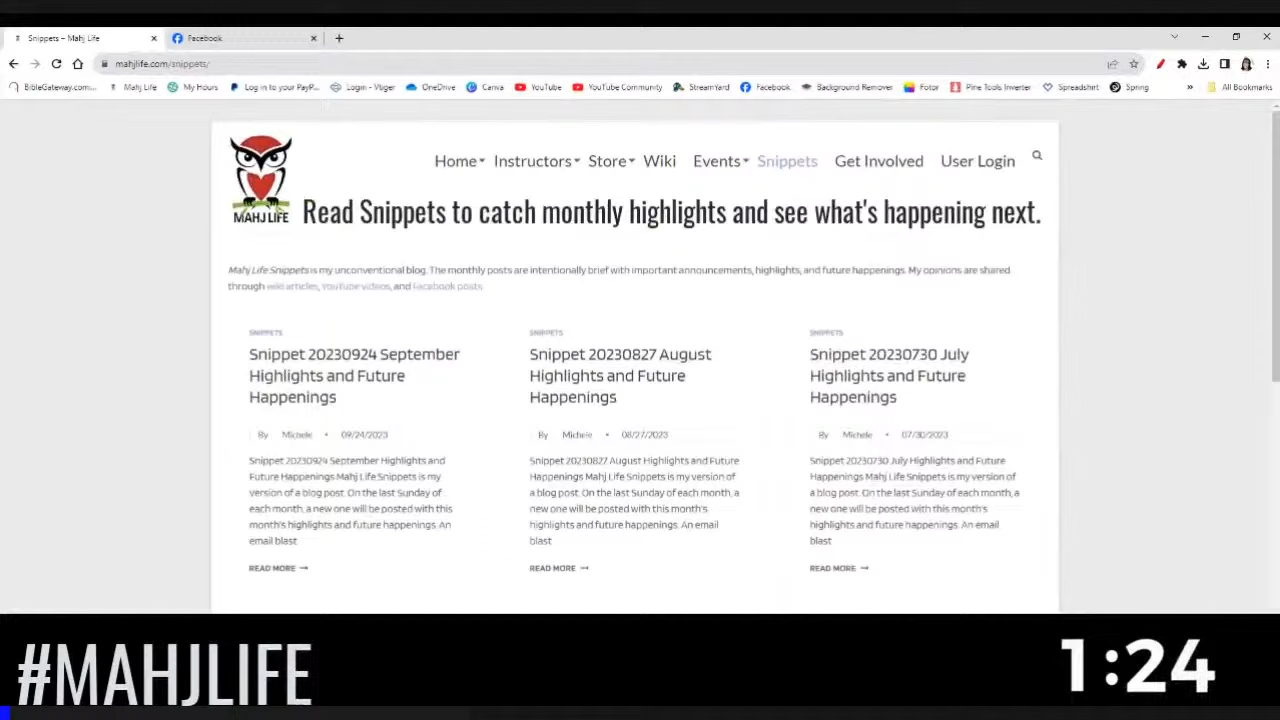 Snippets – Mahj Life
Facebook
mahjlife.com/snippets/
BibleGateway.com:...
Mahj Life
My Hours
Log in to your PayP...
Login - Vtiger
OneDrive
Canva
YouTube
YouTube Community
StreamYard
Facebook
Background Remover
Fotor
Pine Tools Inverter
Spreadshirt
Spring
»
All Bookmarks
MAHJ LIFE
Home Instructors Store Wiki Events Snippets Get Involved User Login
Read Snippets to catch monthly highlights and see what's happening next.
Mahj Life Snippets is my unconventional blog. The monthly posts are intentionally brief with important announcements, highlights, and future happenings. My opinions are shared
through wiki articles, YouTube videos, and Facebook posts.
SNIPPETS
Snippet 20230924 September
Highlights and Future
Happenings
By Michele • 09/24/2023
Snippet 20230924 September Highlights and
Future Happenings Mahj Life Snippets is my
version of a blog post. On the last Sunday of
each month, a new one will be posted with this
month's highlights and future happenings. An
email blast
READ MORE →
SNIPPETS
Snippet 20230827 August
Highlights and Future
Happenings
By Michele • 08/27/2023
Snippet 20230827 August Highlights and Future
Happenings Mahj Life Snippets is my version of
a blog post. On the last Sunday of each month, a
new one will be posted with this month's
highlights and future happenings. An email
blast
READ MORE →
SNIPPETS
Snippet 20230730 July
Highlights and Future
Happenings
By Michele • 07/30/2023
Snippet 20230730 July Highlights and Future
Happenings Mahj Life Snippets is my version of
a blog post. On the last Sunday of each month, a
new one will be posted with this month's
highlights and future happenings. An email
blast
READ MORE →
#MAHJLIFE
1:24